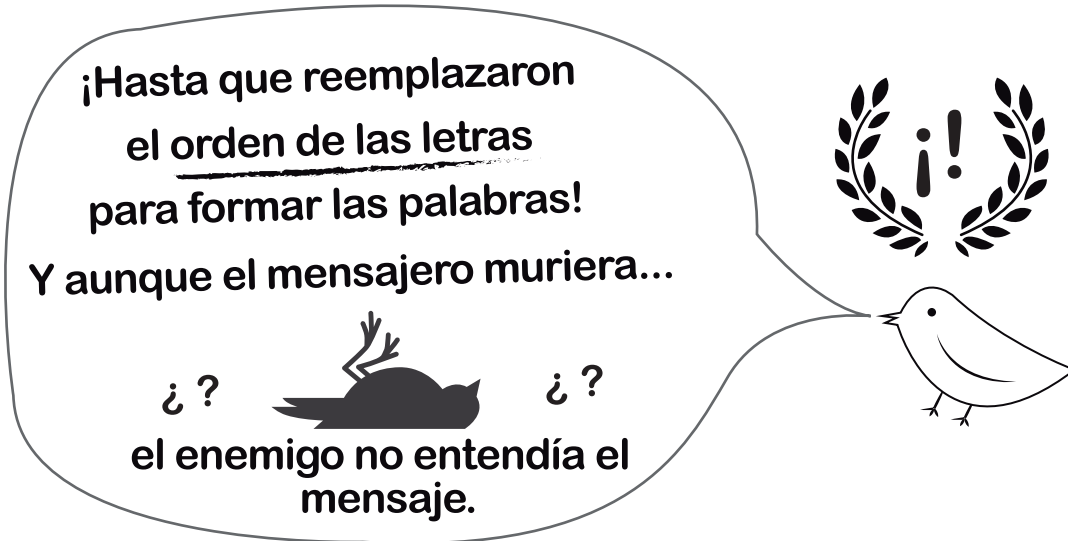 ¡Hasta que reemplazaron
el orden de las letras
para formar las palabras!
Y aunque el mensajero muriera...
¿ ? ¿ ?
el enemigo no entendía el
mensaje.
¡!